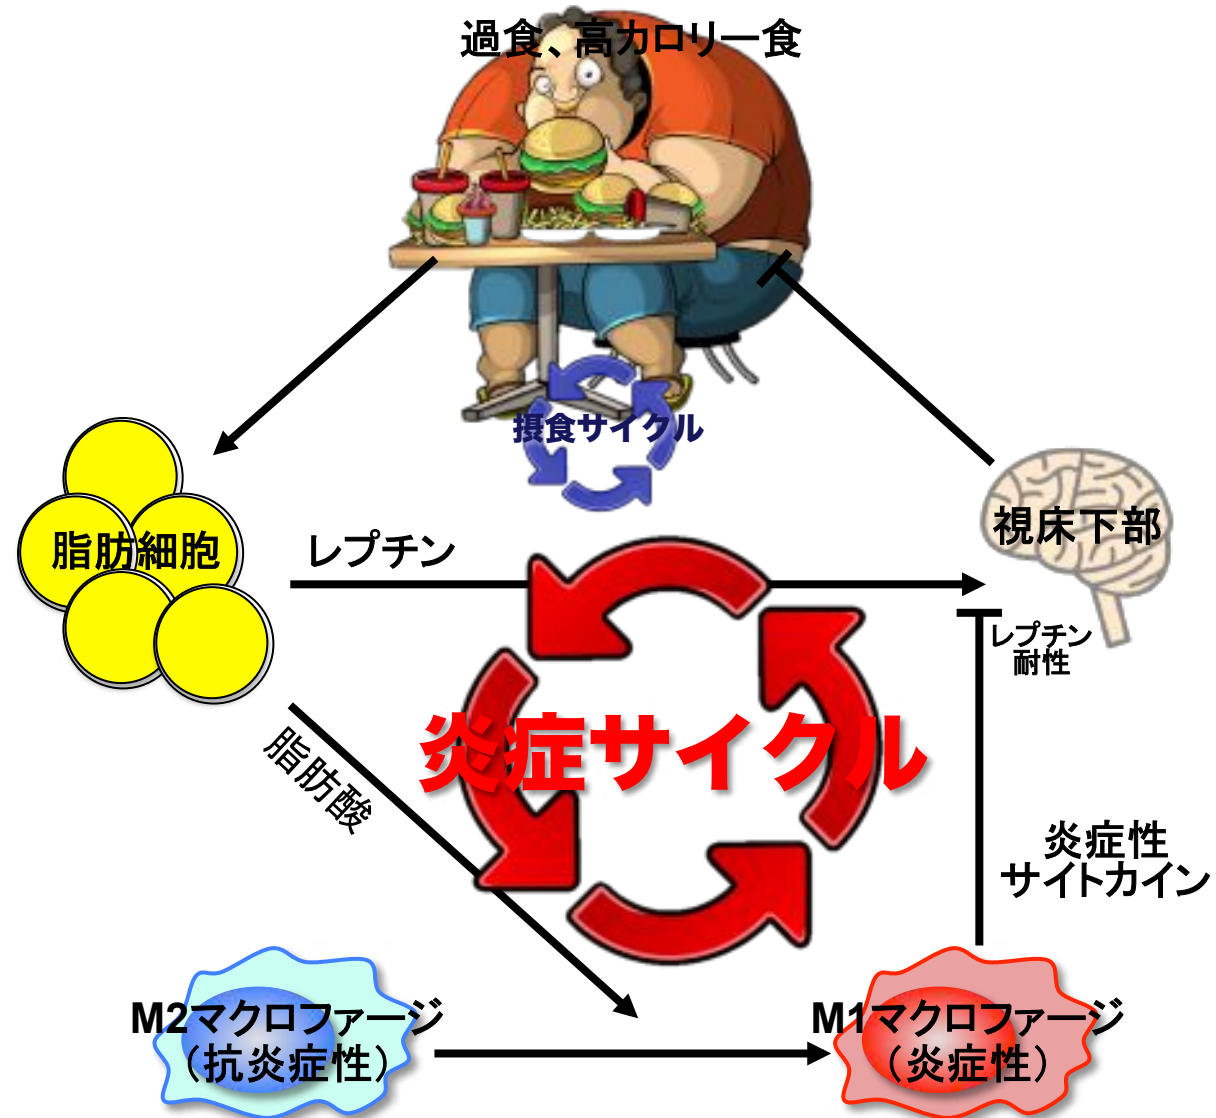 過食、高カロリー食
摂食サイクル
脂肪細胞
レプチン
視床下部
レプチン
耐性
炎症サイクル
脂肪酸
炎症性
サイトカイン
M2マクロファージ
（抗炎症性）
M1マクロファージ
（炎症性）